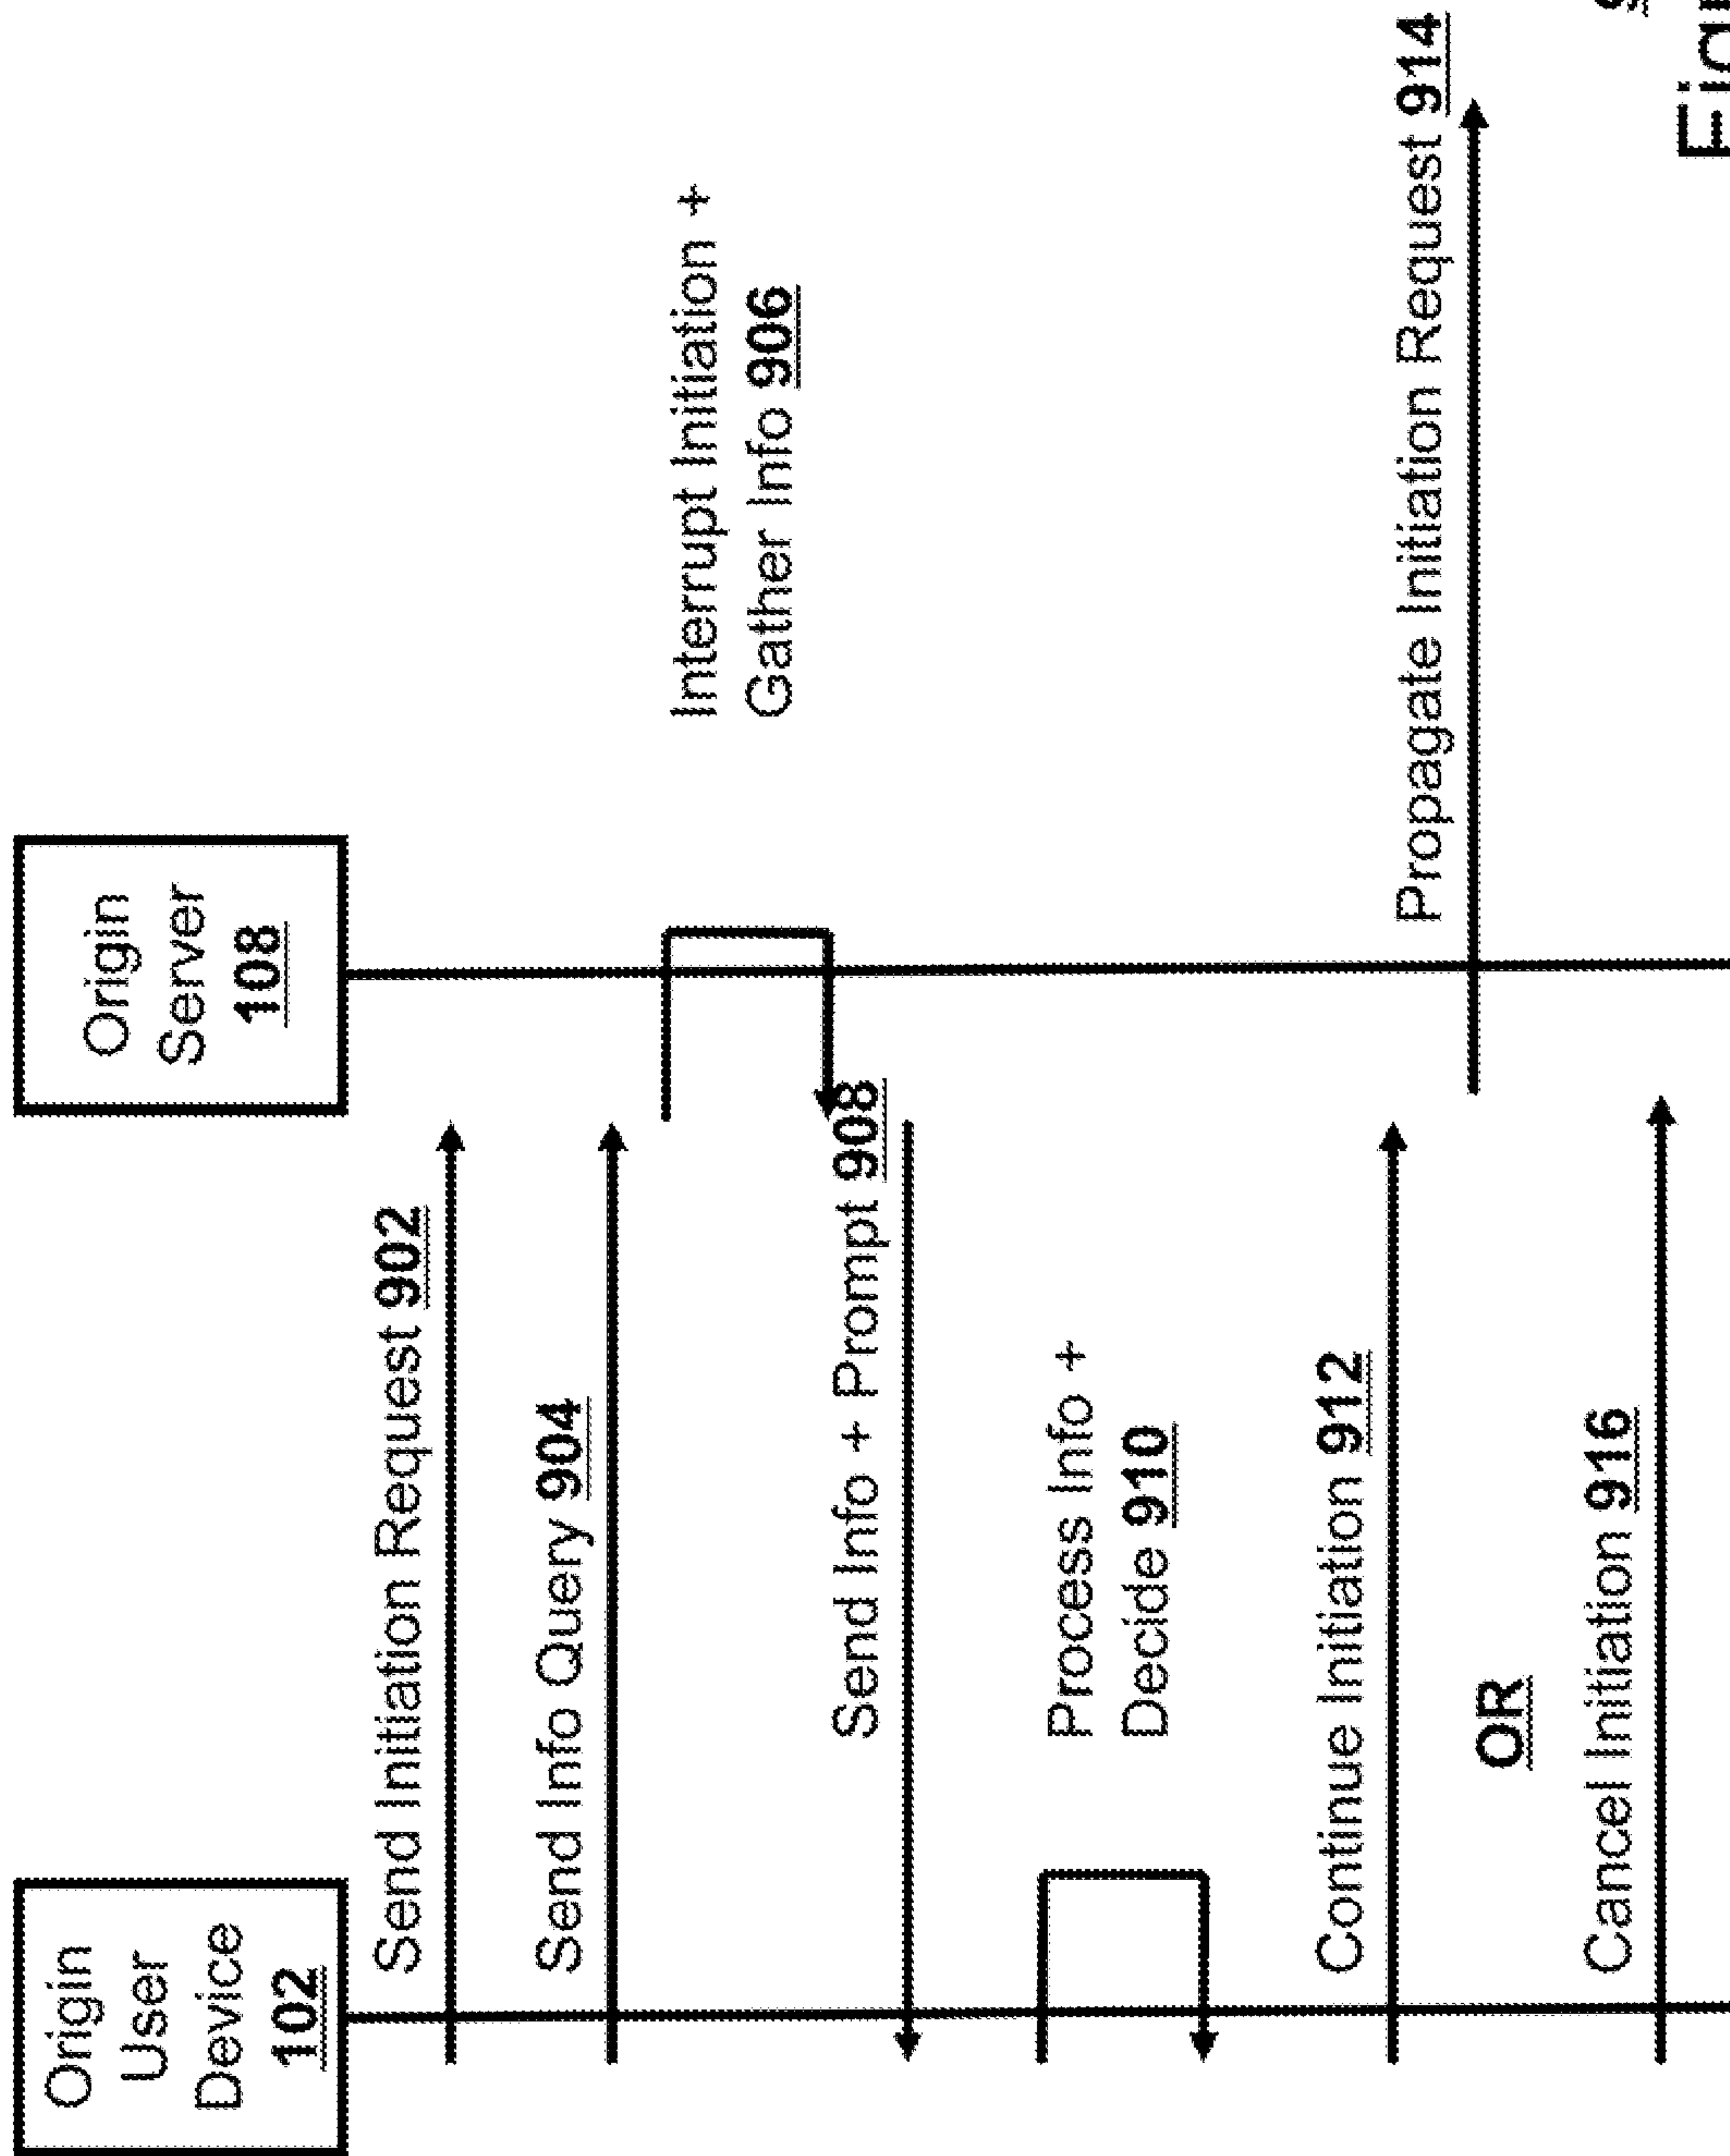 Origin
User
Device
102
Origin
Server
108
Send Initiation Request 902
Send Info Query 904
Interrupt Initiation +
Gather Info 906
Send Info + Prompt 908
Process Info +
Decide 910
Continue Initiation 912
Propagate Initiation Request 914
OR
Cancel Initiation 916